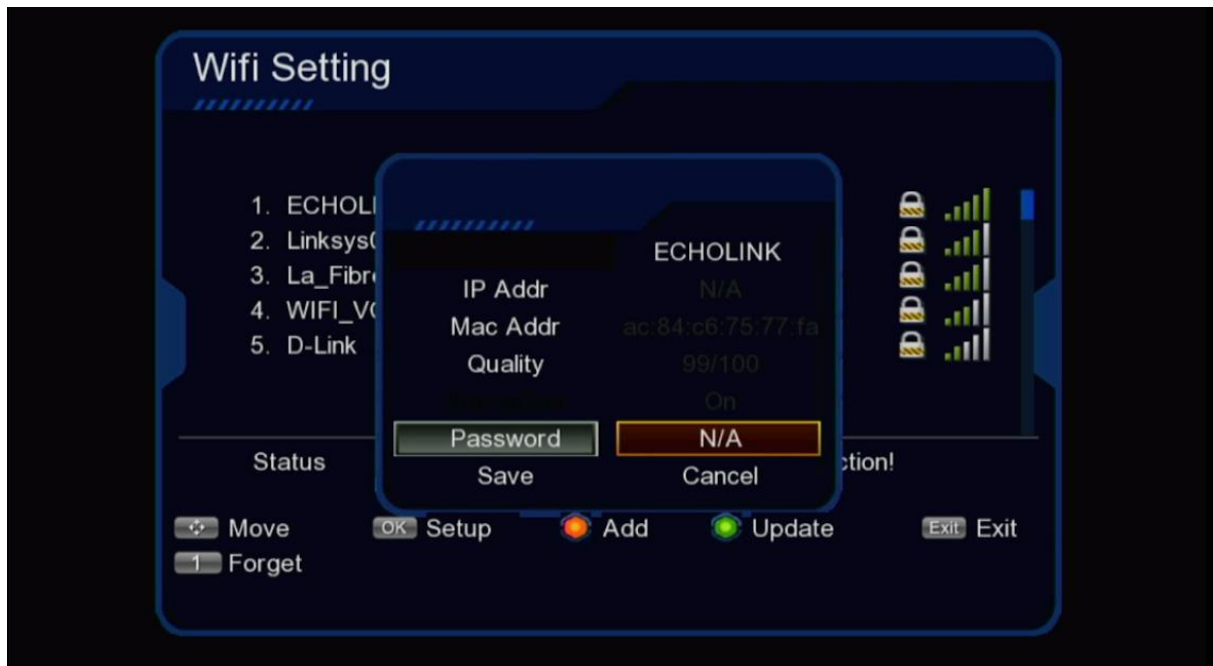 Wifi Setting
1. ECHOLI
2. Linksys
3. La_Fibr
4. WIFI_V
5. D-Link
ECHOLINK
IP Addr N/A
Mac Addr ac:84:c6:75:77:fa
Quality 99/100
On
Password N/A
Save Cancel
Status ction!
Move OK Setup Add Update Exit Exit
1 Forget